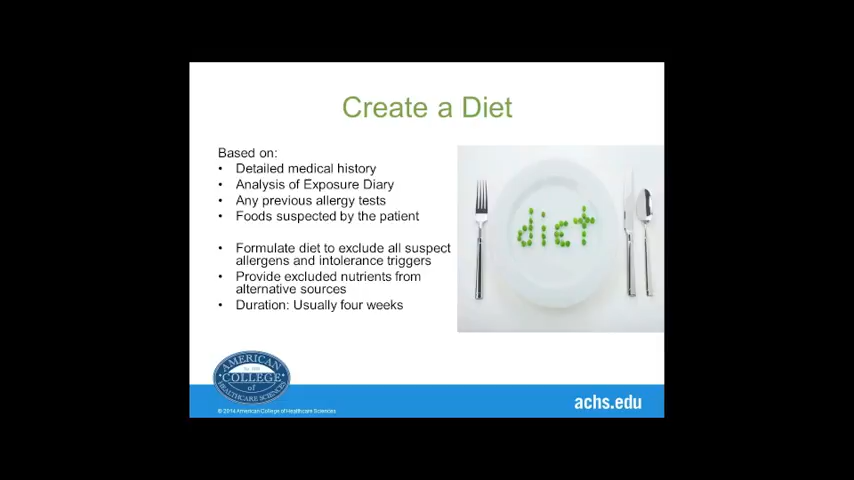 Create a Diet
Based on:
• Detailed medical history
• Analysis of Exposure Diary
• Any previous allergy tests
• Foods suspected by the patient
• Formulate diet to exclude all suspect
allergens and intolerance triggers
• Provide excluded nutrients from
alternative sources
• Duration: Usually four weeks
diet
AMERICAN
COLLEGE
of
HEALTHCARE SCIENCES
© 2014 American College of Healthcare Sciences
achs.edu